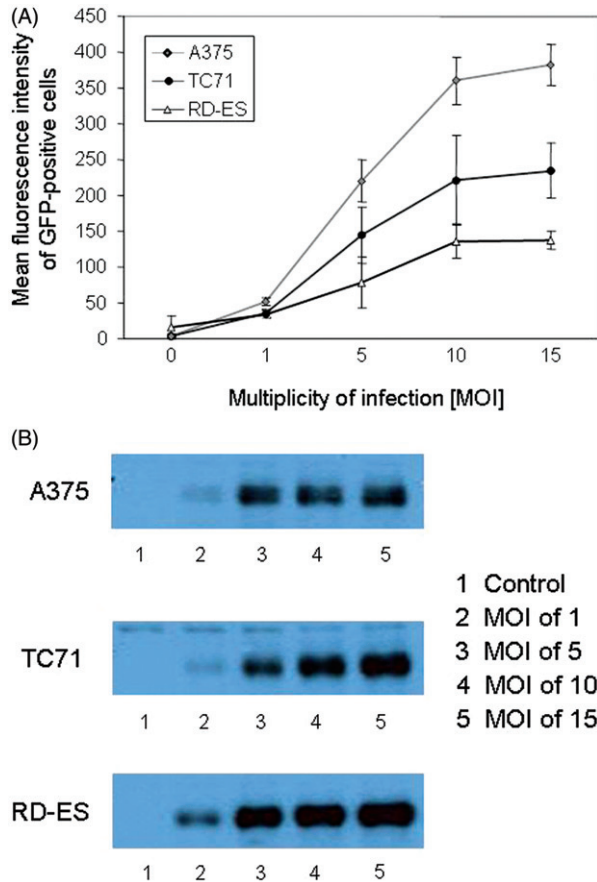 (A)
450
400
350
300
250
200
150
100
50
0
Mean fluorescence intensity
of GFP-positive cells
A375
TC71
RD-ES
0 1 5 10 15
Multiplicity of infection [MOI]
(B)
A375
1 2 3 4 5
TC71
1 2 3 4 5
RD-ES
1 2 3 4 5
1 Control
2 MOI of 1
3 MOI of 5
4 MOI of 10
5 MOI of 15